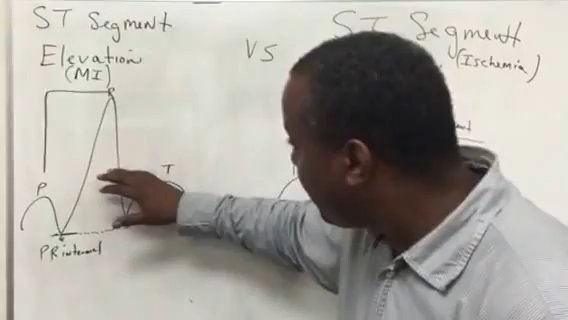 ST Segment
Elevation
(MI)
VS
ST Segment
(Ischemia)
R
P
T
PR interval